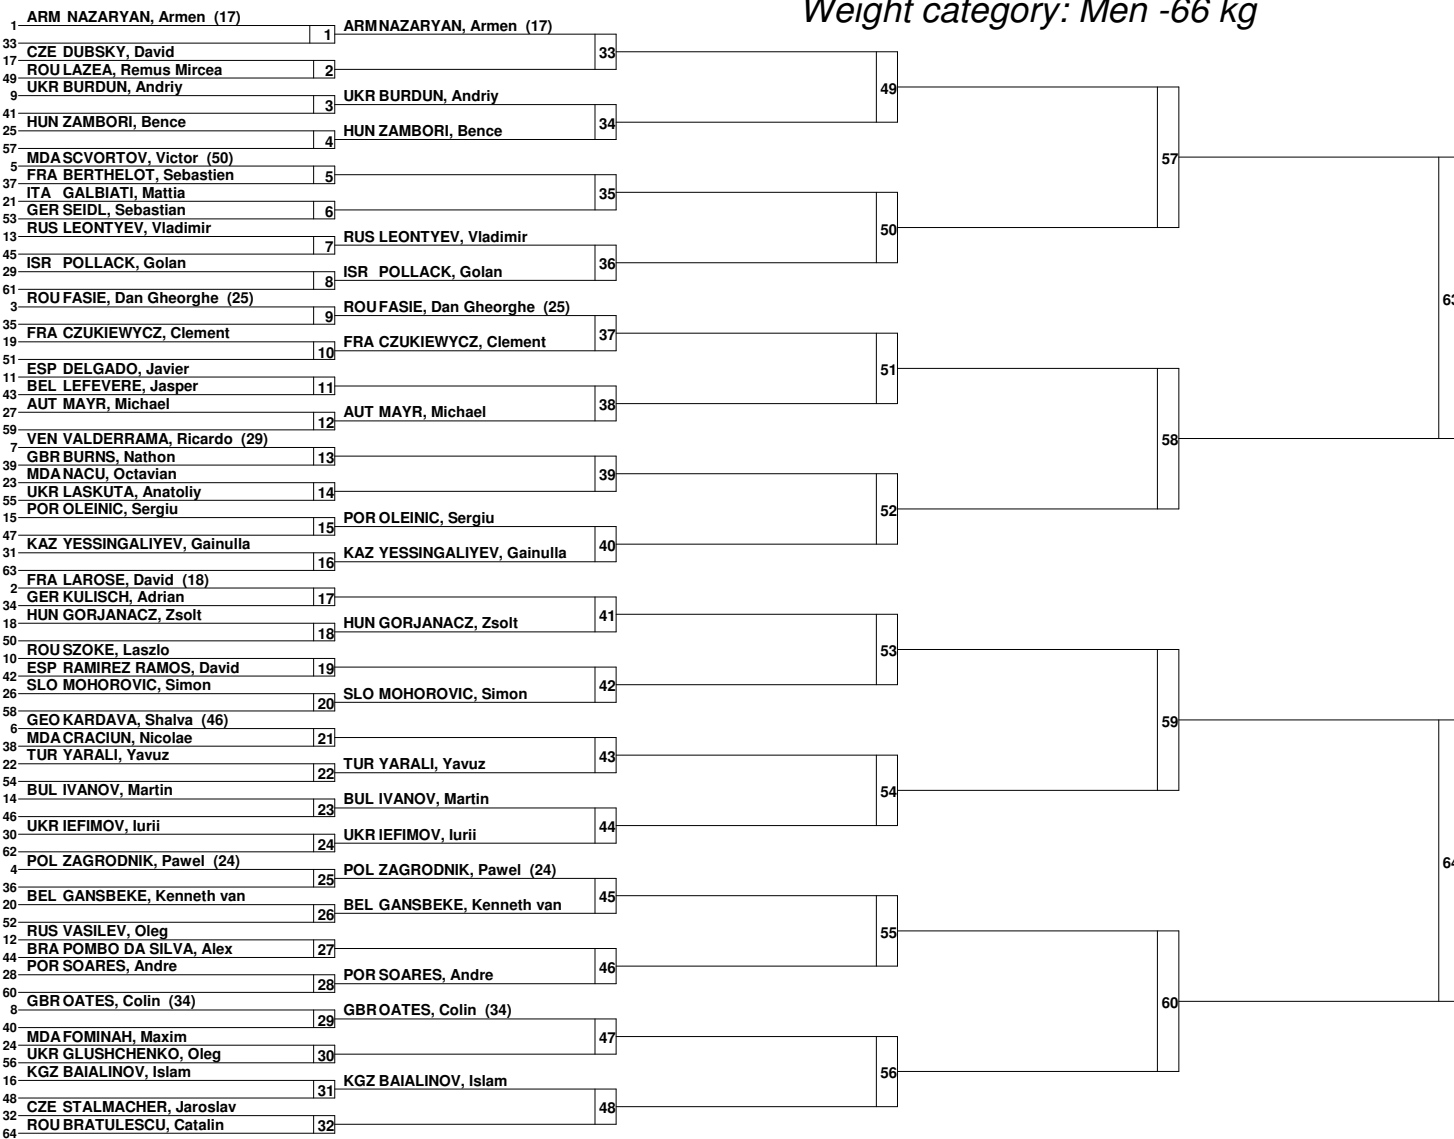 Weight category: Men -66 kg
1 ARM NAZARYAN, Armen (17)
1 ARM NAZARYAN, Armen (17)
33
33
17 CZE DUBSKY, David
2
49 ROU LAZEA, Remus Mircea
49
9 UKR BURDUN, Andriy
3 UKR BURDUN, Andriy
41
34
25 HUN ZAMBORI, Bence
4 HUN ZAMBORI, Bence
57
57
5 MDA SCVORTOV, Victor (50)
5
37 FRA BERTHELOT, Sebastien
35
21 ITA GALBIATI, Mattia
6
53 GER SEIDL, Sebastian
50
13 RUS LEONTYEV, Vladimir
7 RUS LEONTYEV, Vladimir
45
36
29 ISR POLLACK, Golan
8 ISR POLLACK, Golan
61
63
3 ROU FASIE, Dan Gheorghe (25)
9 ROU FASIE, Dan Gheorghe (25)
35
37
19 FRA CZUKIEWYCZ, Clement
10 FRA CZUKIEWYCZ, Clement
51
51
11 ESP DELGADO, Javier
11
43 BEL LEFEVERE, Jasper
38
27 AUT MAYR, Michael
12 AUT MAYR, Michael
59
58
7 VEN VALDERRAMA, Ricardo (29)
13
39 GBR BURNS, Nathon
39
23 MDA NACU, Octavian
14
55 UKR LASKUTA, Anatoliy
52
15 POR OLEINIC, Sergiu
15 POR OLEINIC, Sergiu
47
40
31 KAZ YESSINGALIYEV, Gainulla
16 KAZ YESSINGALIYEV, Gainulla
63
2 FRA LAROSE, David (18)
17
34 GER KULISCH, Adrian
41
18 HUN GORJANACZ, Zsolt
18 HUN GORJANACZ, Zsolt
50
53
10 ROU SZOKE, Laszlo
19
42 ESP RAMIREZ RAMOS, David
42
26 SLO MOHOROVIC, Simon
20 SLO MOHOROVIC, Simon
58
59
6 GEO KARDAVA, Shalva (46)
21
38 MDA CRACIUN, Nicolae
43
22 TUR YARALI, Yavuz
22 TUR YARALI, Yavuz
54
54
14 BUL IVANOV, Martin
23 BUL IVANOV, Martin
46
44
30 UKR IEFIMOV, Iurii
24 UKR IEFIMOV, Iurii
62
64
4 POL ZAGRODNIK, Pawel (24)
25 POL ZAGRODNIK, Pawel (24)
36
45
20 BEL GANSBEKE, Kenneth van
26 BEL GANSBEKE, Kenneth van
52
55
12 RUS VASILEV, Oleg
27
44 BRA POMBO DA SILVA, Alex
46
28 POR SOARES, Andre
28 POR SOARES, Andre
60
60
8 GBR OATES, Colin (34)
29 GBR OATES, Colin (34)
40
47
24 MDA FOMINAH, Maxim
30
56 UKR GLUSHCHENKO, Oleg
56
16 KGZ BAIALINOV, Islam
31 KGZ BAIALINOV, Islam
48
48
32 CZE STALMACHER, Jaroslav
32
64 ROU BRATULESCU, Catalin